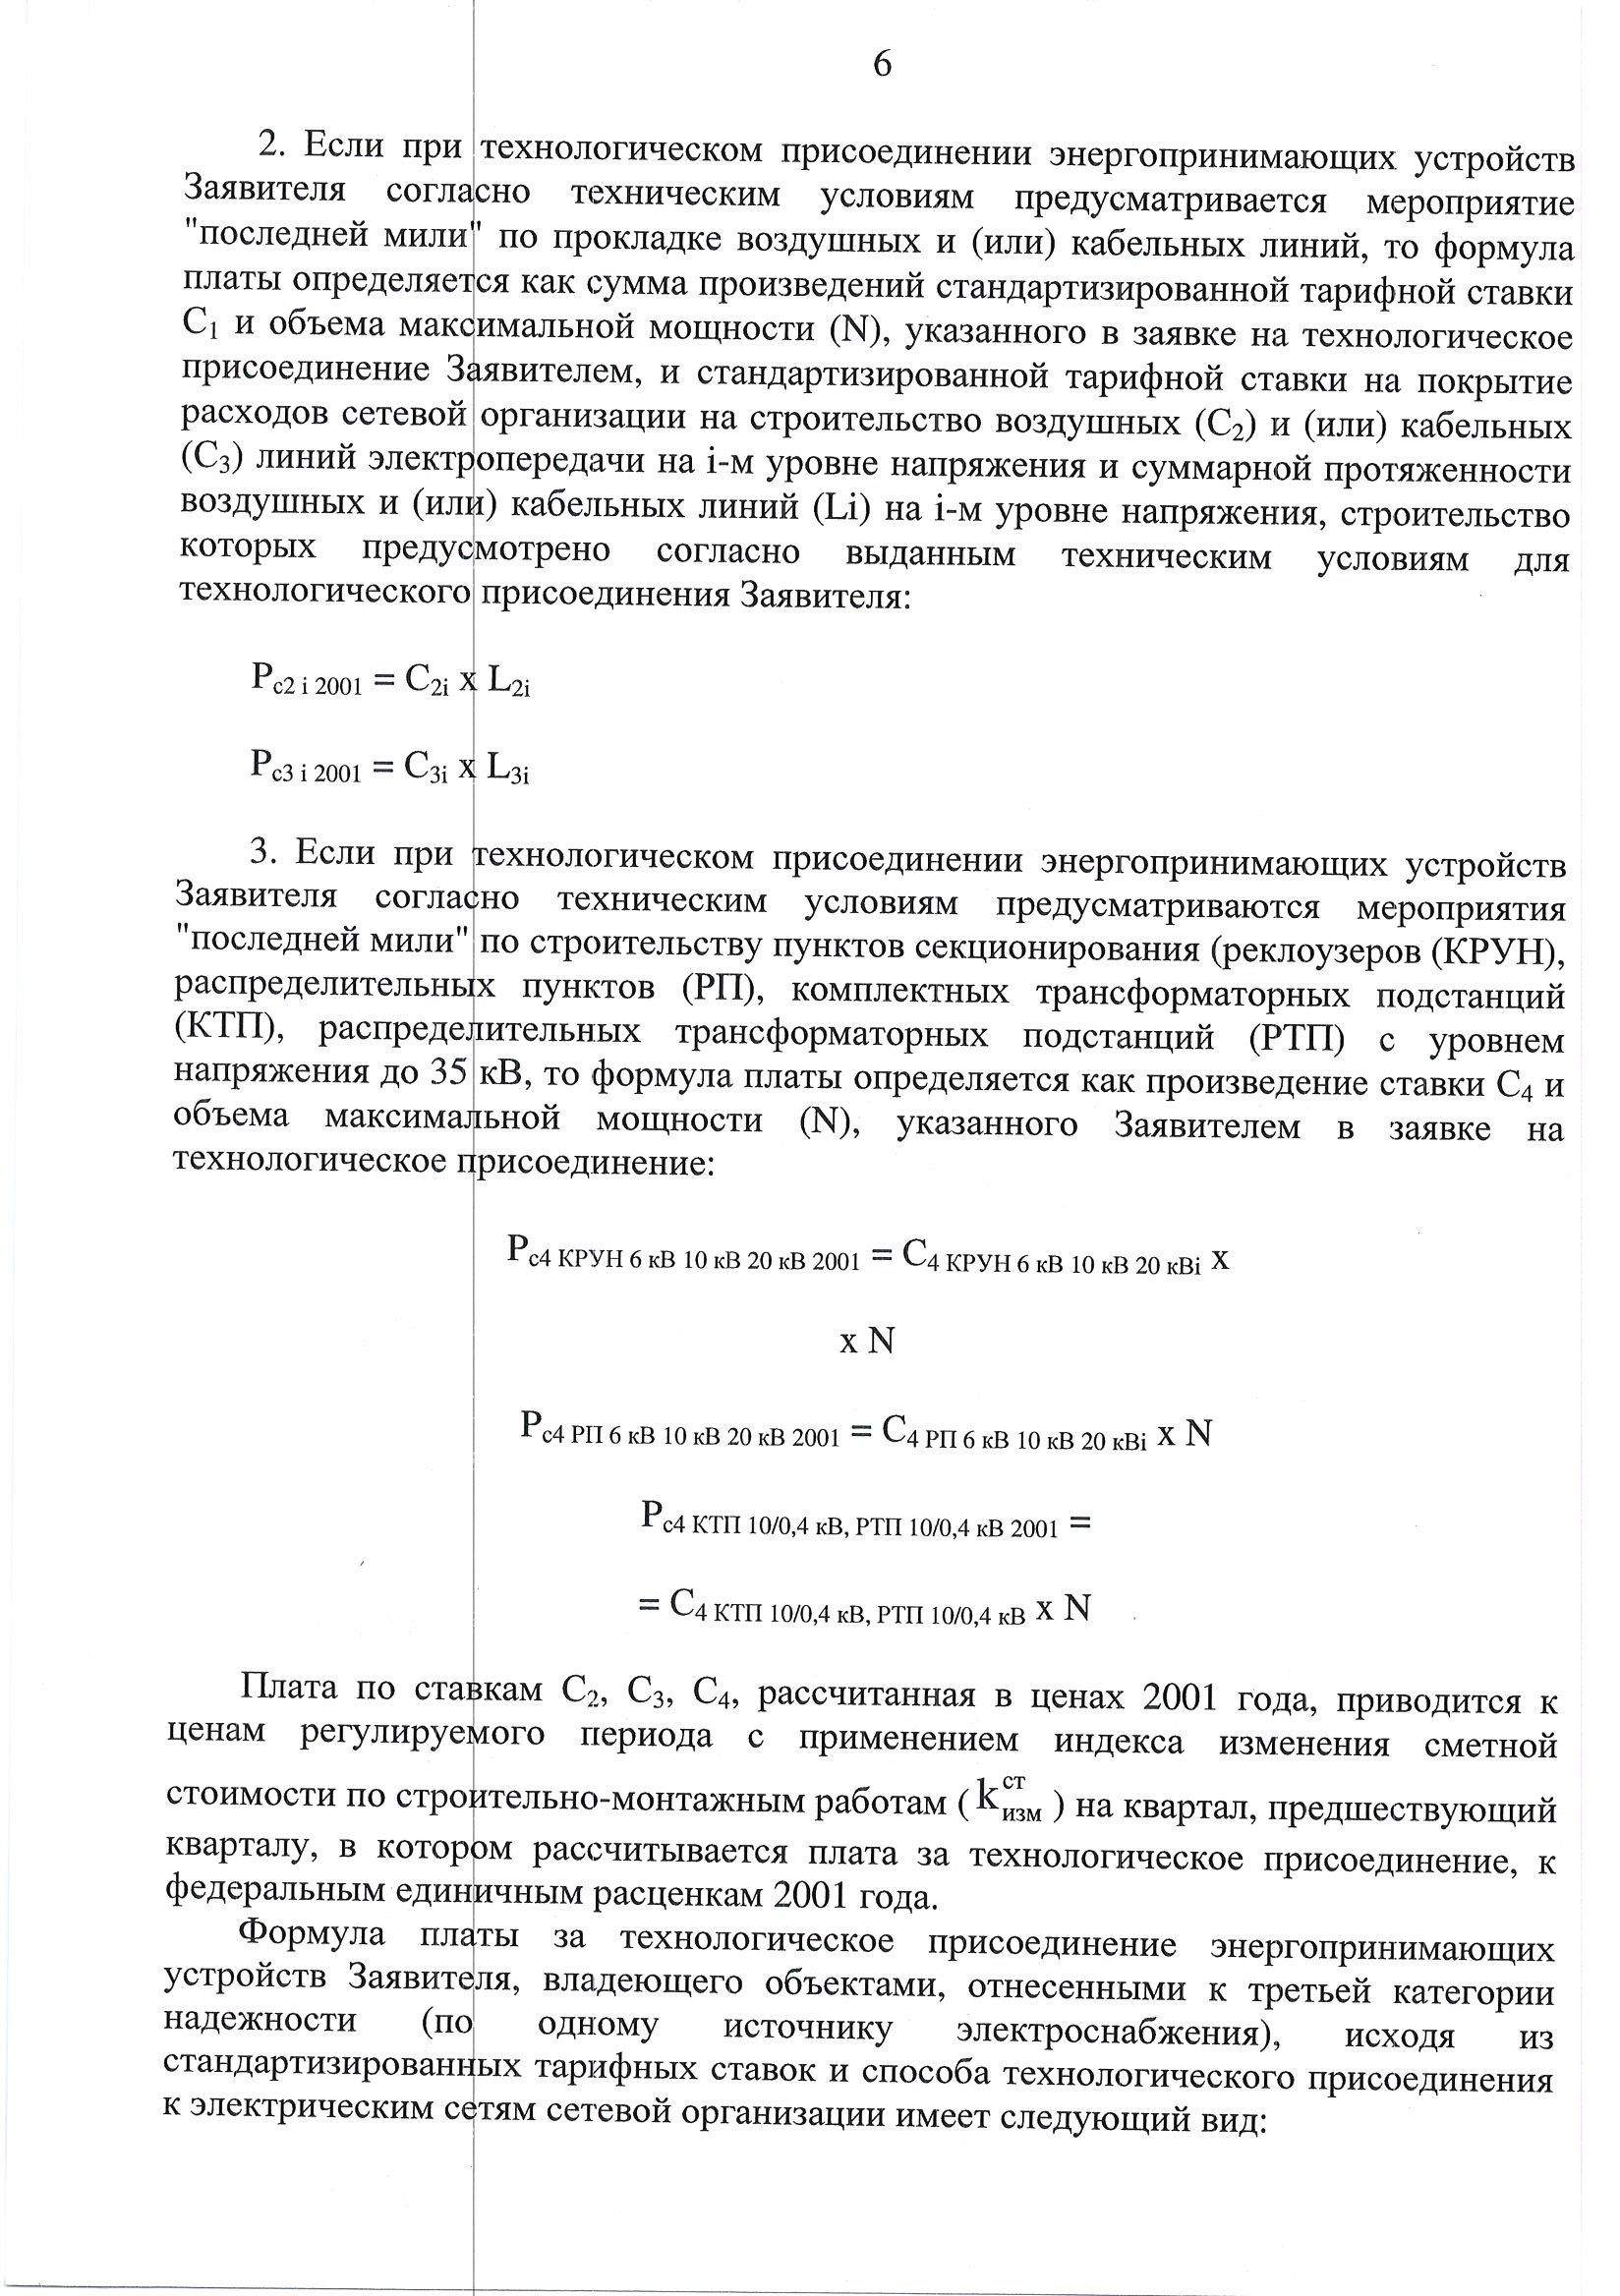 6
2. Если при технологическом присоединении энергопринимающих устройств
Заявителя согласно техническим условиям предусматривается мероприятие
"последней мили" по прокладке воздушных и (или) кабельных линий, то формула
платы определяется как сумма произведений стандартизированной тарифной ставки
C₁ и объема максимальной мощности (N), указанного в заявке на технологическое
присоединение Заявителем, и стандартизированной тарифной ставки на покрытие
расходов сетевой организации на строительство воздушных (C₂) и (или) кабельных
(C₃) линий электропередачи на i-м уровне напряжения и суммарной протяженности
воздушных и (или) кабельных линий (Li) на i-м уровне напряжения, строительство
которых предусмотрено согласно выданным техническим условиям для
технологического присоединения Заявителя:
Pс2 i 2001 = C2i x L2i
Pс3 i 2001 = C3i x L3i
3. Если при технологическом присоединении энергопринимающих устройств
Заявителя согласно техническим условиям предусматриваются мероприятия
"последней мили" по строительству пунктов секционирования (реклоузеров (КРУН),
распределительных пунктов (РП), комплектных трансформаторных подстанций
(КТП), распределительных трансформаторных подстанций (РТП) с уровнем
напряжения до 35 кВ, то формула платы определяется как произведение ставки C₄ и
объема максимальной мощности (N), указанного Заявителем в заявке на
технологическое присоединение:
Pс4 КРУН 6 кВ 10 кВ 20 кВ 2001 = C4 КРУН 6 кВ 10 кВ 20 кВi x
x N
Pс4 РП 6 кВ 10 кВ 20 кВ 2001 = C4 РП 6 кВ 10 кВ 20 кВi x N
Pс4 КТП 10/0,4 кВ, РТП 10/0,4 кВ 2001 =
= C4 КТП 10/0,4 кВ, РТП 10/0,4 кВ x N
Плата по ставкам C₂, C₃, C₄, рассчитанная в ценах 2001 года, приводится к
ценам регулируемого периода с применением индекса изменения сметной
стоимости по строительно-монтажным работам ( k ст изм ) на квартал, предшествующий
кварталу, в котором рассчитывается плата за технологическое присоединение, к
федеральным единичным расценкам 2001 года.
Формула платы за технологическое присоединение энергопринимающих
устройств Заявителя, владеющего объектами, отнесенными к третьей категории
надежности (по одному источнику электроснабжения), исходя из
стандартизированных тарифных ставок и способа технологического присоединения
к электрическим сетям сетевой организации имеет следующий вид: